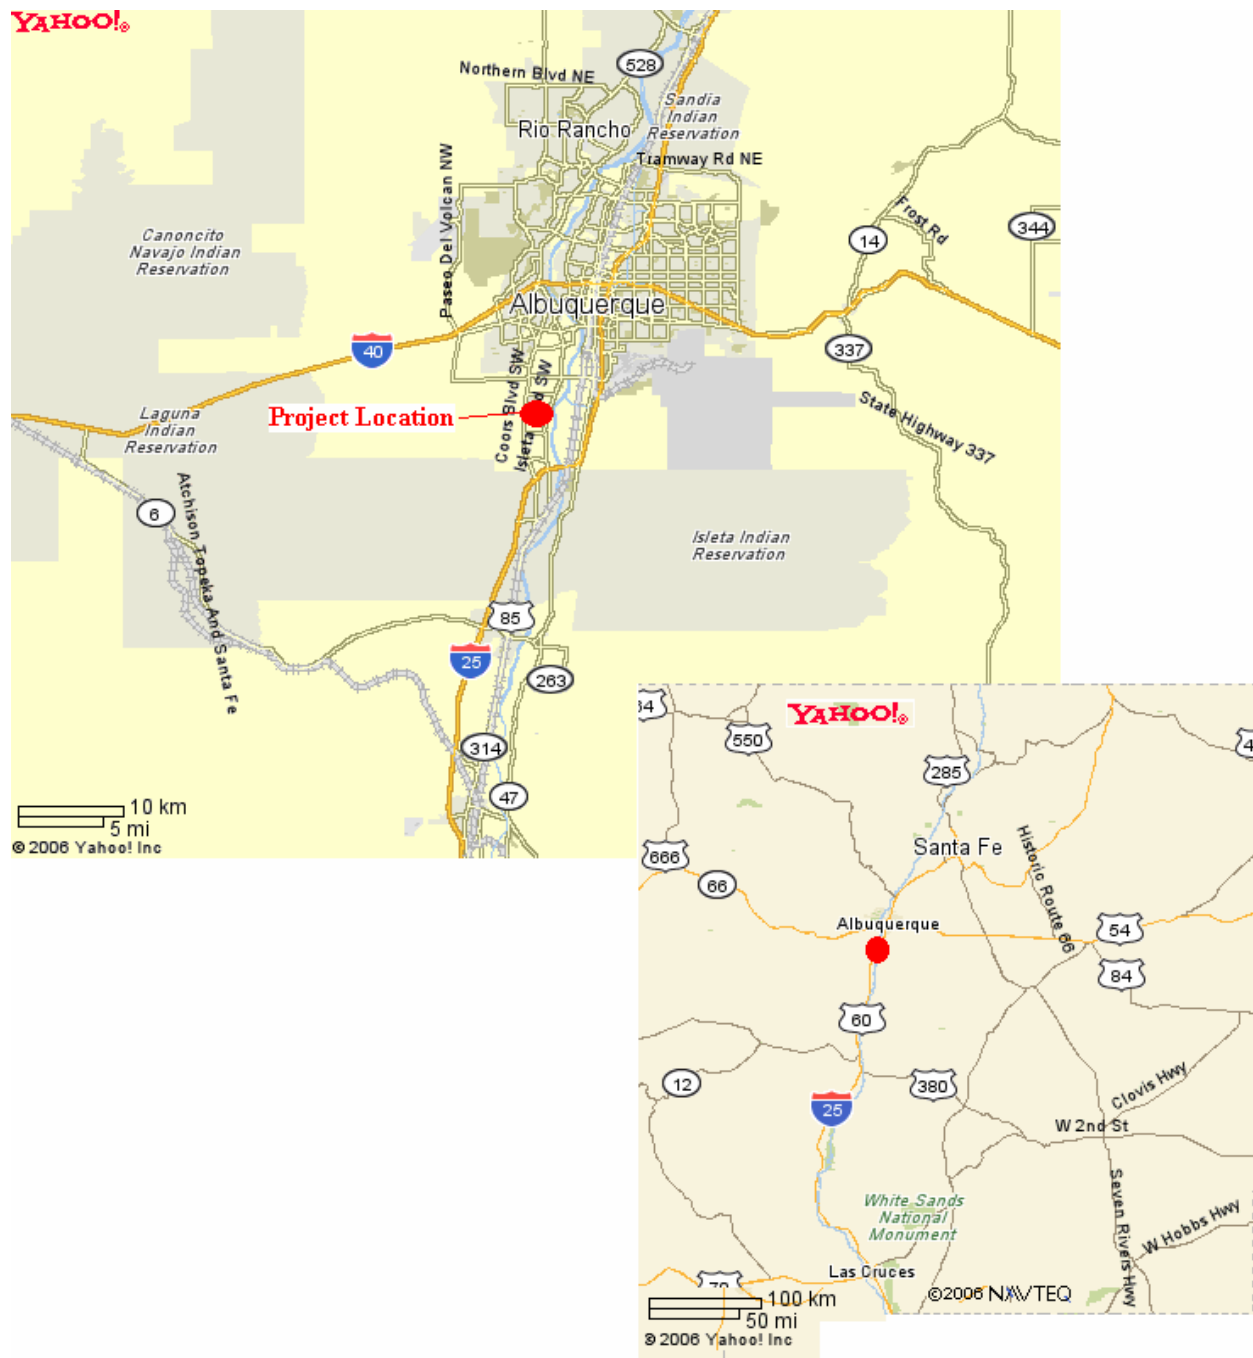 YAHOO!®
Northern Blvd NE
528
Sandia
Indian
Reservation
Rio Rancho
Tramway Rd NE
Paseo Del Volcan NW
Canoncito
Navajo Indian
Reservation
Frost Rd
344
14
Albuquerque
40
337
Coors Blvd SW
State Highway 337
Project Location
Laguna
Indian
Reservation
6
Atchison Topeka And Santa Fe
Isleta Indian
Reservation
85
25
263
314
47
10 km
5 mi
© 2006 Yahoo! Inc
YAHOO!®
550
285
Santa Fe
Historic Route 66
666
66
Albuquerque
54
84
60
12
380
25
Clovis Hwy
W 2nd St
White Sands
National
Monument
Seven Rivers Hwy
W Hobbs Hwy
Las Cruces
©2006 NAVTEQ
100 km
50 mi
© 2006 Yahoo! Inc